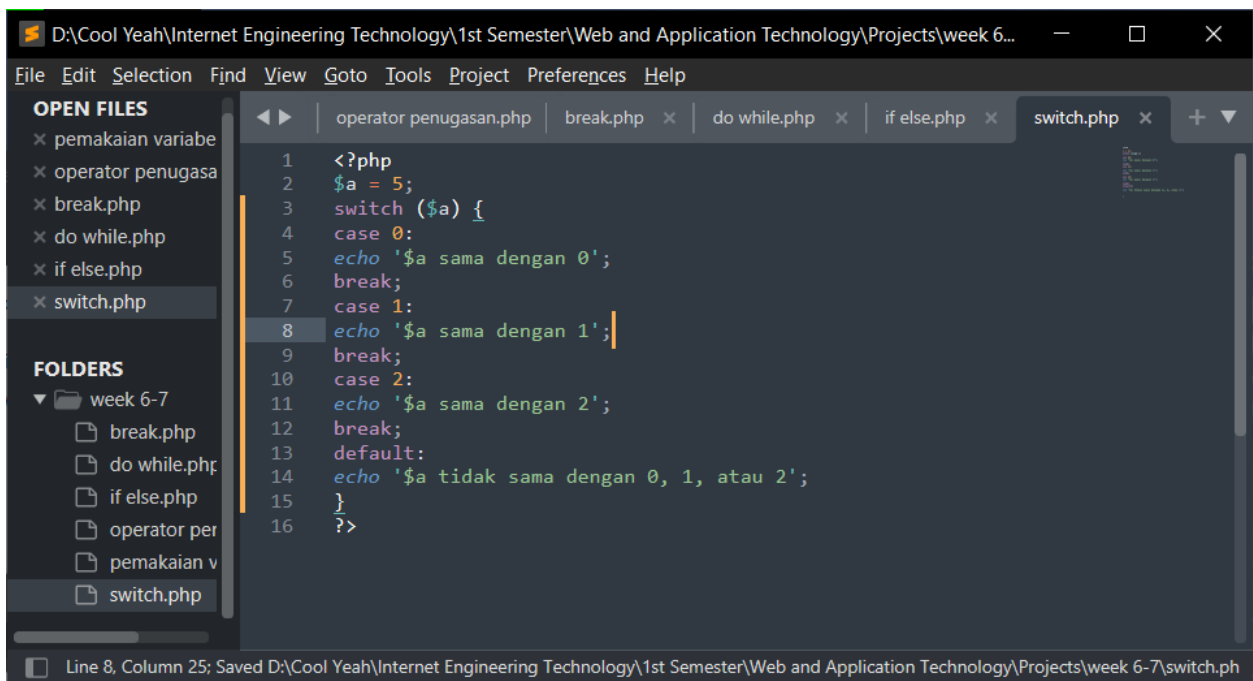 D:\Cool Yeah\Internet Engineering Technology\1st Semester\Web and Application Technology\Projects\week 6...
File Edit Selection Find View Goto Tools Project Preferences Help
OPEN FILES
pemakaian variabe
operator penugasa
break.php
do while.php
if else.php
switch.php
FOLDERS
week 6-7
break.php
do while.php
if else.php
operator per
pemakaian v
switch.php
operator penugasan.php break.php do while.php if else.php switch.php
1 <?php
2 $a = 5;
3 switch ($a) {
4 case 0:
5 echo '$a sama dengan 0';
6 break;
7 case 1:
8 echo '$a sama dengan 1';
9 break;
10 case 2:
11 echo '$a sama dengan 2';
12 break;
13 default:
14 echo '$a tidak sama dengan 0, 1, atau 2';
15 }
16 ?>
Line 8, Column 25; Saved D:\Cool Yeah\Internet Engineering Technology\1st Semester\Web and Application Technology\Projects\week 6-7\switch.ph